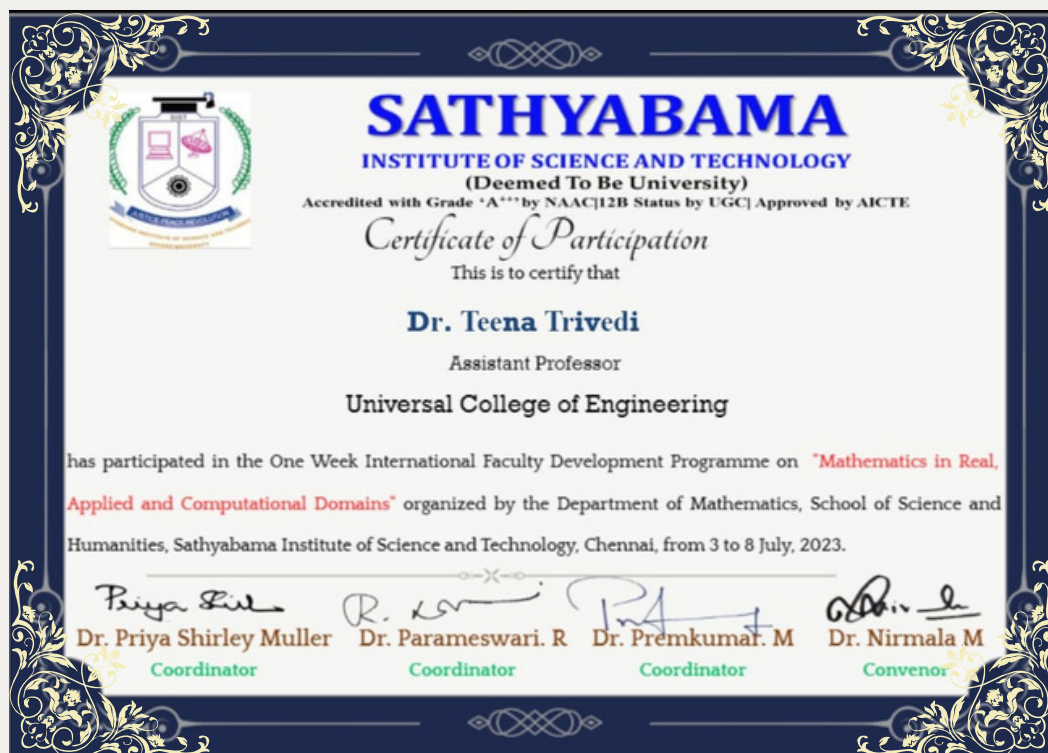 SIST
JUSTICE PEACE REVOLUTION
SATHYABAMA
INSTITUTE OF SCIENCE AND TECHNOLOGY
(Deemed To Be University)
Accredited with Grade ‘A⁺⁺’ by NAAC|12B Status by UGC| Approved by AICTE
Certificate of Participation
This is to certify that
Dr. Teena Trivedi
Assistant Professor
Universal College of Engineering
has participated in the One Week International Faculty Development Programme on "Mathematics in Real,
Applied and Computational Domains" organized by the Department of Mathematics, School of Science and
Humanities, Sathyabama Institute of Science and Technology, Chennai, from 3 to 8 July, 2023.
Dr. Priya Shirley Muller Dr. Parameswari. R Dr. Premkumar. M Dr. Nirmala M
Coordinator Coordinator Coordinator Convenor